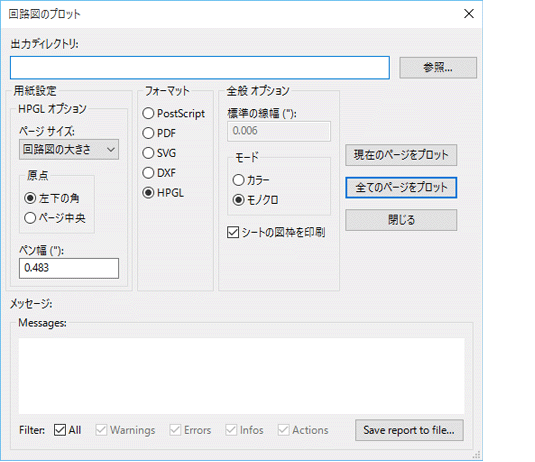 回路図のプロット
出力ディレクトリ:
参照...
用紙設定
HPGL オプション
ページ サイズ:
回路図の大きさ
原点
左下の角
ページ中央
ペン幅 ("):
0.483
フォーマット
PostScript
PDF
SVG
DXF
HPGL
全般 オプション
標準の線幅 ("):
0.006
モード
カラー
モノクロ
シートの図枠を印刷
現在のページをプロット
全てのページをプロット
閉じる
メッセージ:
Messages:
Filter: All Warnings Errors Infos Actions Save report to file...